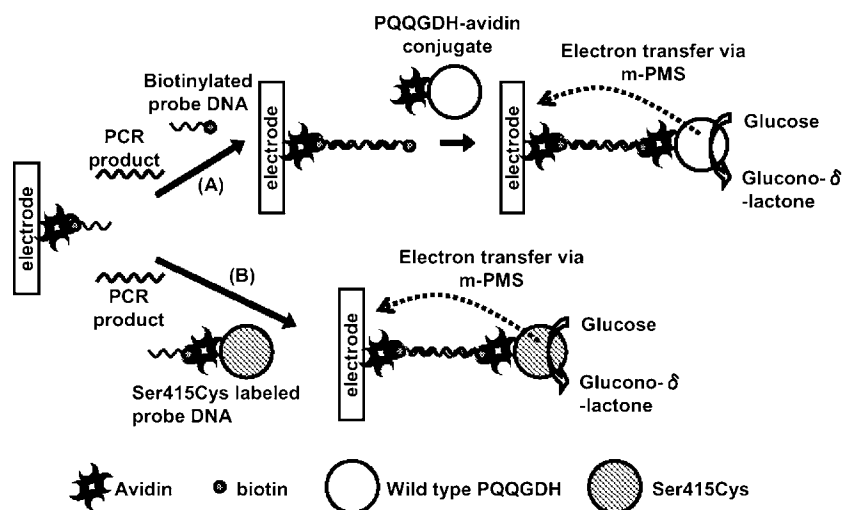 PQQGDH-avidin
conjugate
Biotinylated
probe DNA
Electron transfer via
m-PMS
PCR
product
(A)
electrode
electrode
Glucose
Glucono-δ
-lactone
electrode
(B)
PCR
product
Ser415Cys labeled
probe DNA
Electron transfer via
m-PMS
electrode
Glucose
Glucono-δ
-lactone
Avidin
biotin
Wild type PQQGDH
Ser415Cys